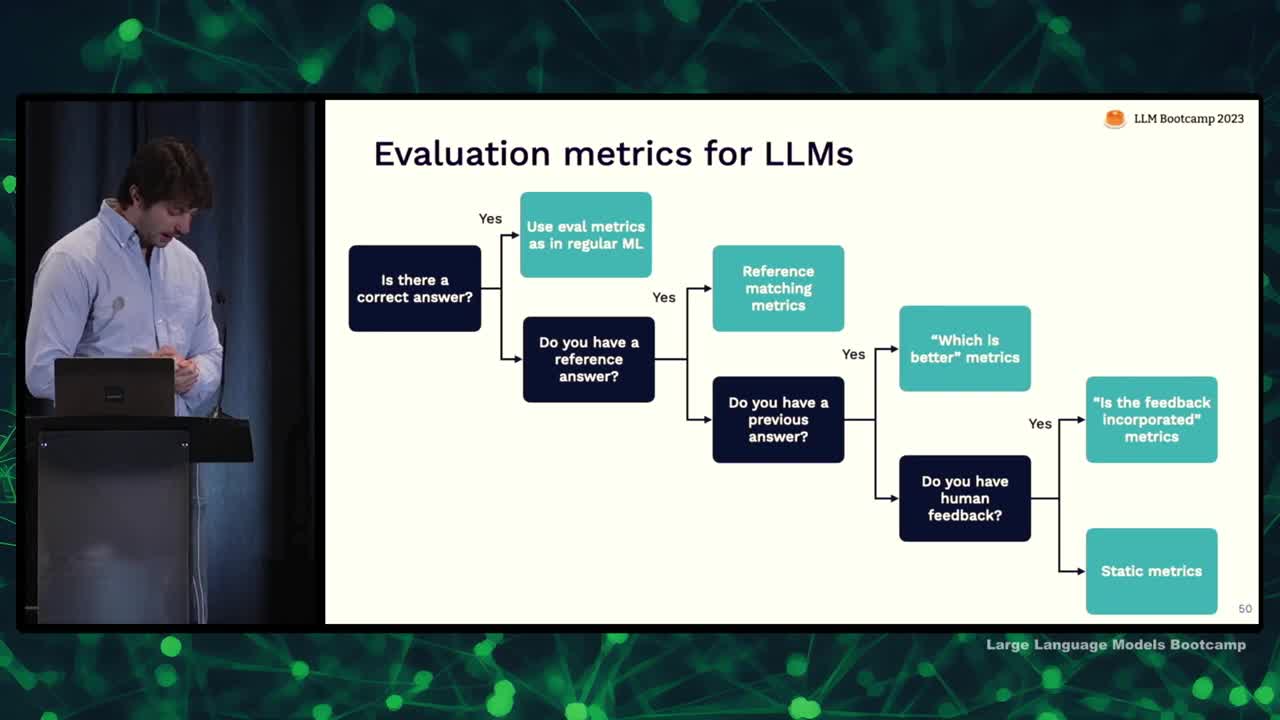 LLM Bootcamp 2023
Evaluation metrics for LLMs
Yes
Use eval metrics
as in regular ML
Is there a
correct answer?
Yes
Reference
matching
metrics
Do you have a
reference
answer?
Yes
“Which is
better” metrics
Do you have a
previous
answer?
Yes
“Is the feedback
incorporated”
metrics
Do you have
human
feedback?
Static metrics
50
Large Language Models Bootcamp